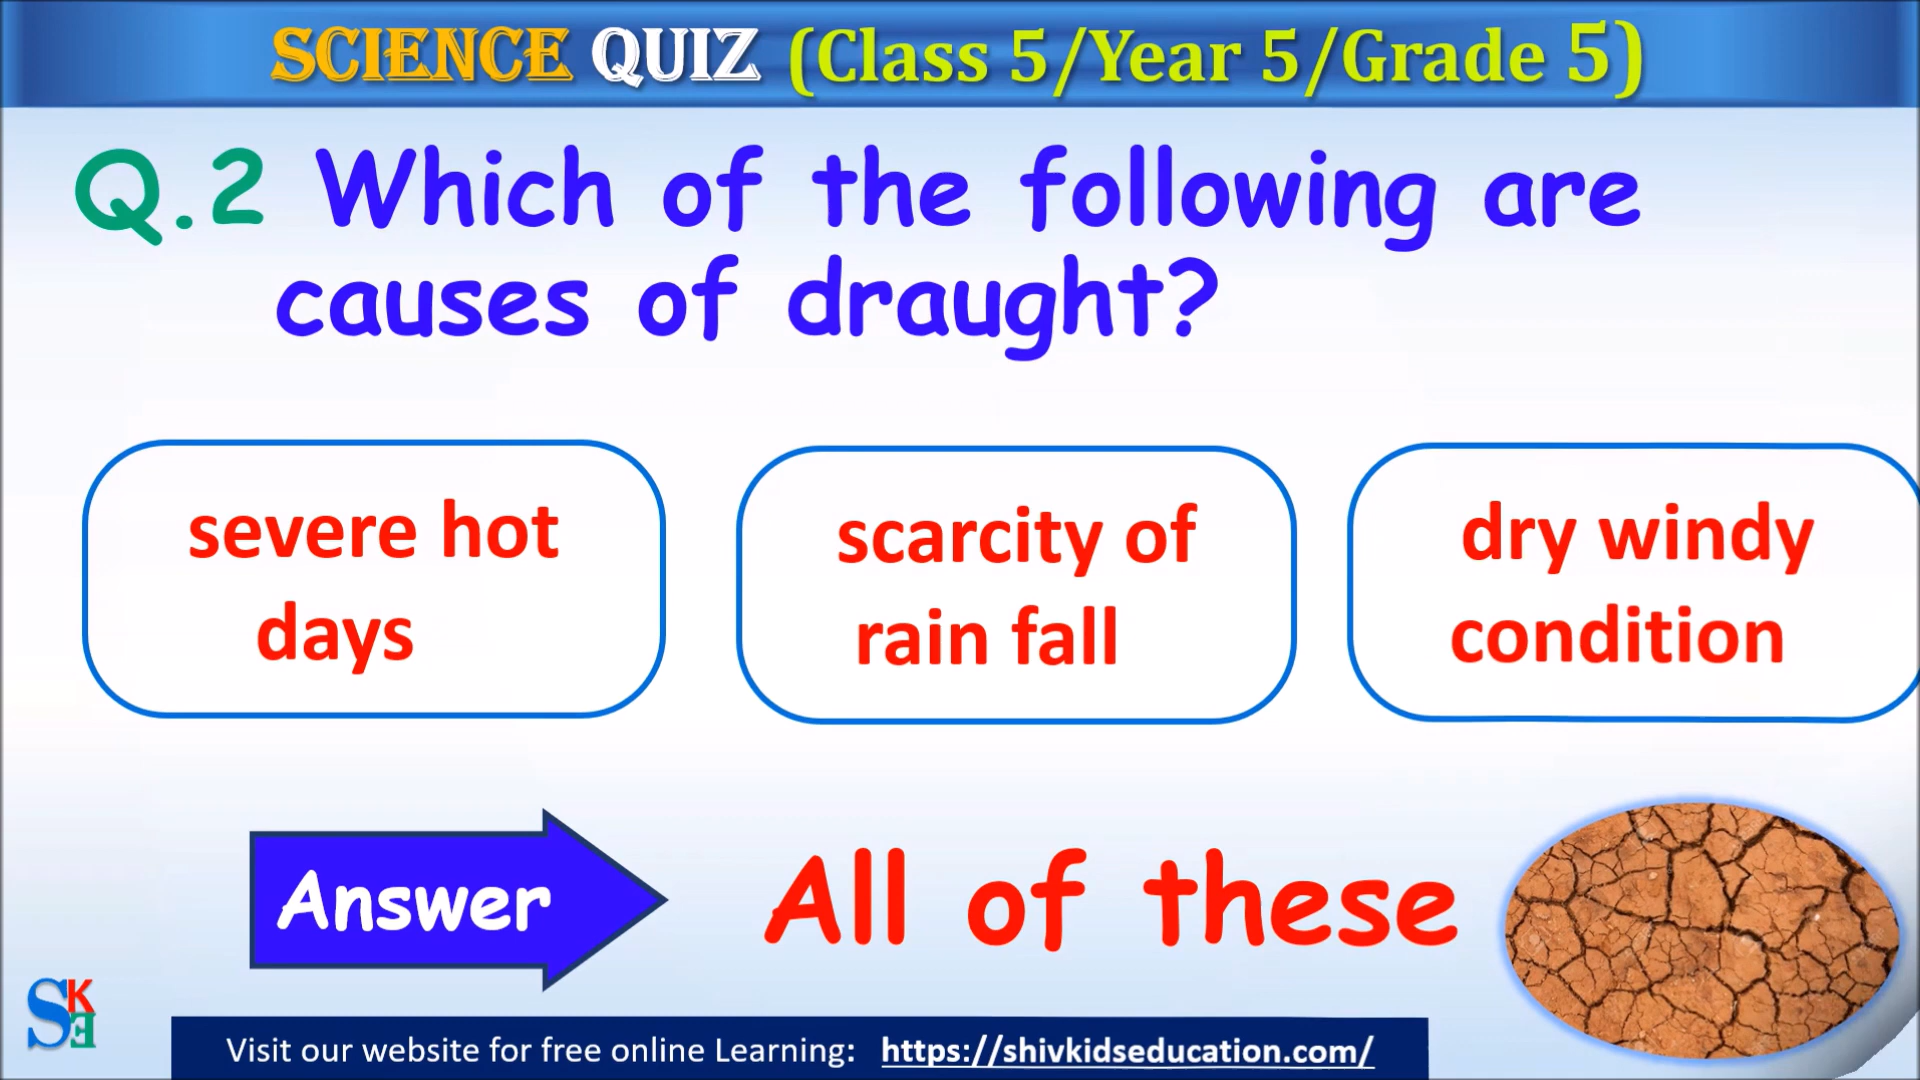 SCIENCE QUIZ (Class 5/Year 5/Grade 5)
Q.2 Which of the following are
causes of draught?
severe hot
days
scarcity of
rain fall
dry windy
condition
Answer
All of these
SKE
Visit our website for free online Learning: https://shivkidseducation.com/